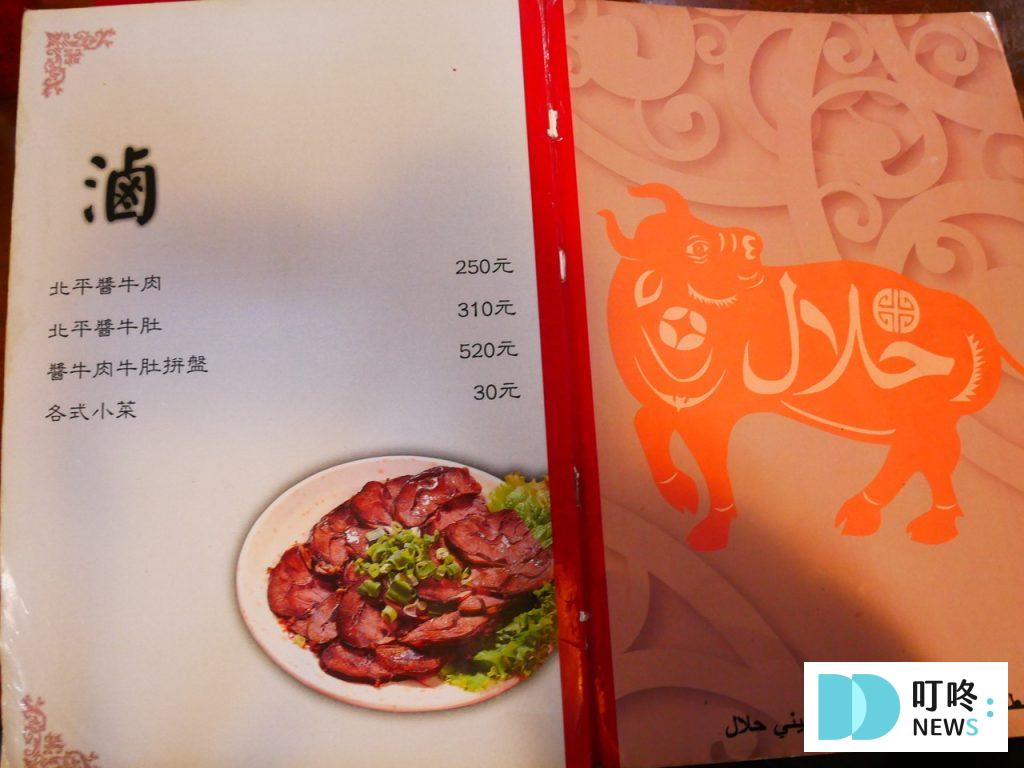 滷
北平醬牛肉 250元
北平醬牛肚 310元
醬牛肉牛肚拼盤 520元
各式小菜 30元
حلال
حلال
叮咚:
NEWS